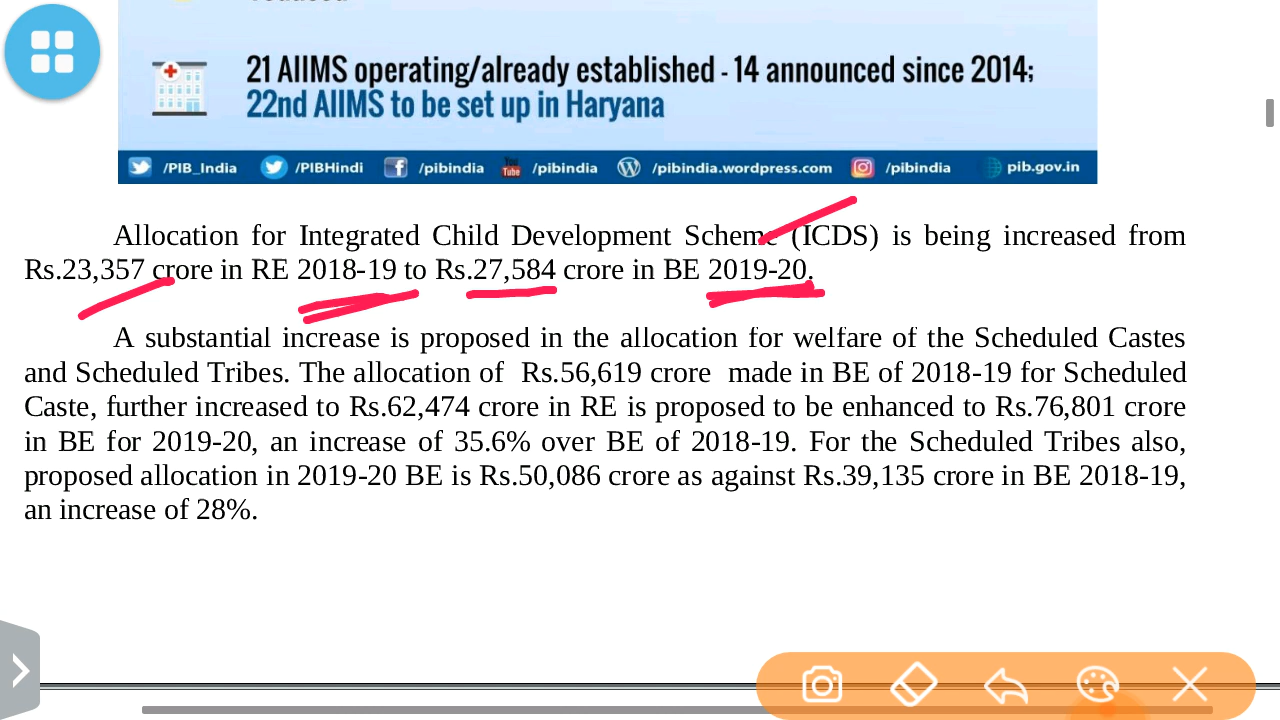 21 AIIMS operating/already established - 14 announced since 2014;
22nd AIIMS to be set up in Haryana
/PIB_India /PIBHindi /pibindia You Tube /pibindia /pibindia.wordpress.com /pibindia pib.gov.in
Allocation for Integrated Child Development Scheme (ICDS) is being increased from
Rs.23,357 crore in RE 2018-19 to Rs.27,584 crore in BE 2019-20.
A substantial increase is proposed in the allocation for welfare of the Scheduled Castes
and Scheduled Tribes. The allocation of Rs.56,619 crore made in BE of 2018-19 for Scheduled
Caste, further increased to Rs.62,474 crore in RE is proposed to be enhanced to Rs.76,801 crore
in BE for 2019-20, an increase of 35.6% over BE of 2018-19. For the Scheduled Tribes also,
proposed allocation in 2019-20 BE is Rs.50,086 crore as against Rs.39,135 crore in BE 2018-19,
an increase of 28%.